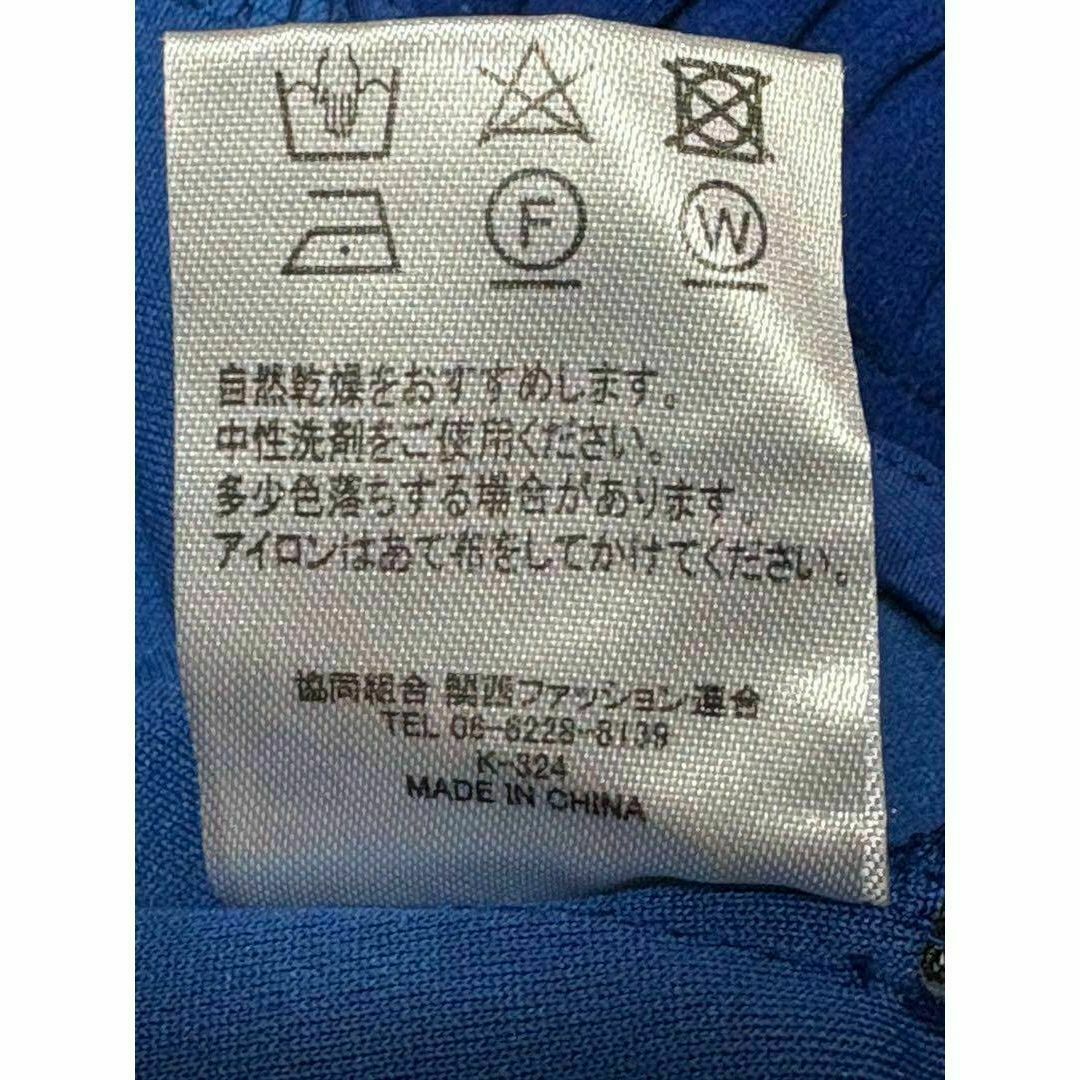 F W
自然乾燥をおすすめします。
中性洗剤をご使用ください。
多少色落ちする場合があります。
アイロンはあて布をしてかけてください。
協同組合 関西ファッション連合
TEL 06-6228-8139
K-324
MADE IN CHINA